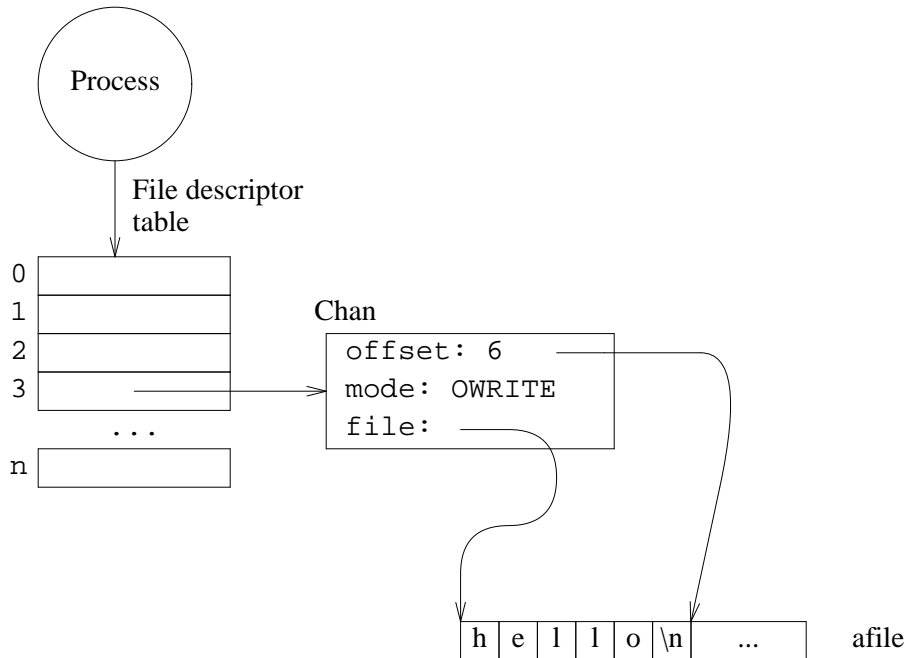 Process
File descriptor
table
0
1
2
3
...
n
Chan
offset: 6
mode: OWRITE
file:
h e l l o \n ... afile